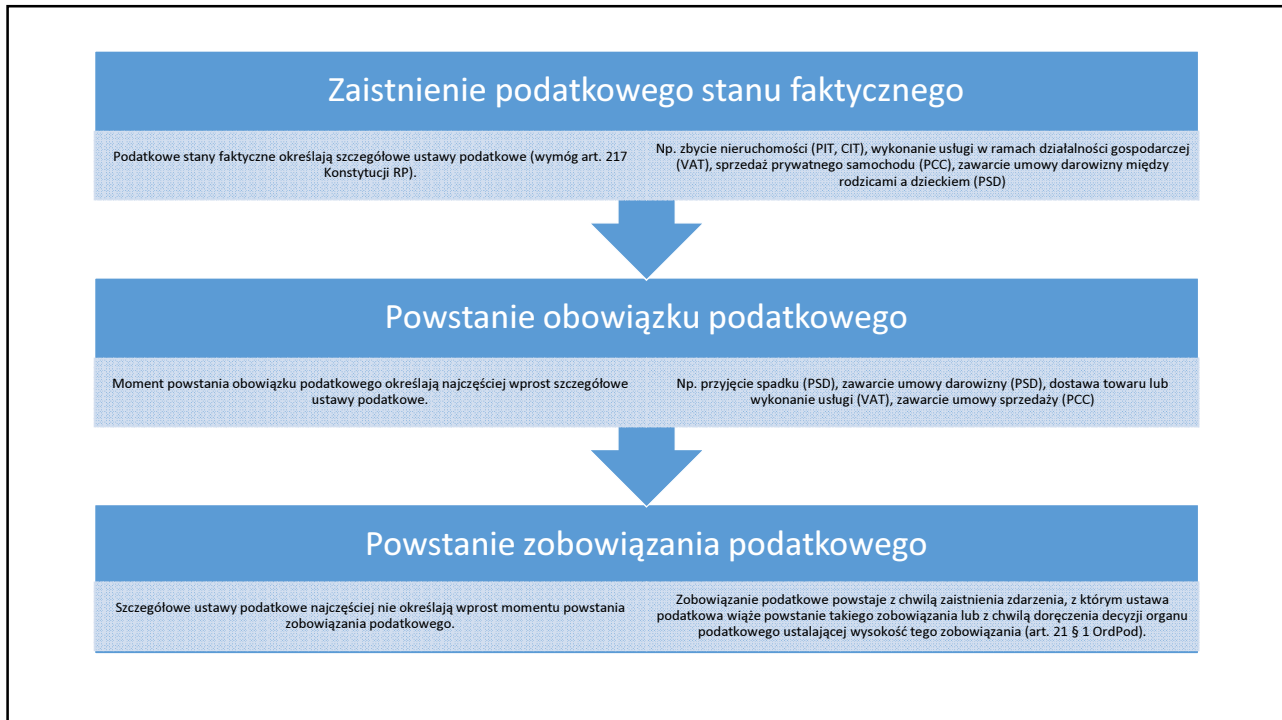 Zaistnienie podatkowego stanu faktycznego
Podatkowe stany faktyczne określają szczegółowe ustawy podatkowe (wymóg art. 217
Konstytucji RP).
Np. zbycie nieruchomości (PIT, CIT), wykonanie usługi w ramach działalności gospodarczej
(VAT), sprzedaż prywatnego samochodu (PCC), zawarcie umowy darowizny między
rodzicami a dzieckiem (PSD)
Powstanie obowiązku podatkowego
Moment powstania obowiązku podatkowego określają najczęściej wprost szczegółowe
ustawy podatkowe.
Np. przyjęcie spadku (PSD), zawarcie umowy darowizny (PSD), dostawa towaru lub
wykonanie usługi (VAT), zawarcie umowy sprzedaży (PCC)
Powstanie zobowiązania podatkowego
Szczegółowe ustawy podatkowe najczęściej nie określają wprost momentu powstania
zobowiązania podatkowego.
Zobowiązanie podatkowe powstaje z chwilą zaistnienia zdarzenia, z którym ustawa
podatkowa wiąże powstanie takiego zobowiązania lub z chwilą doręczenia decyzji organu
podatkowego ustalającej wysokość tego zobowiązania (art. 21 § 1 OrdPod).